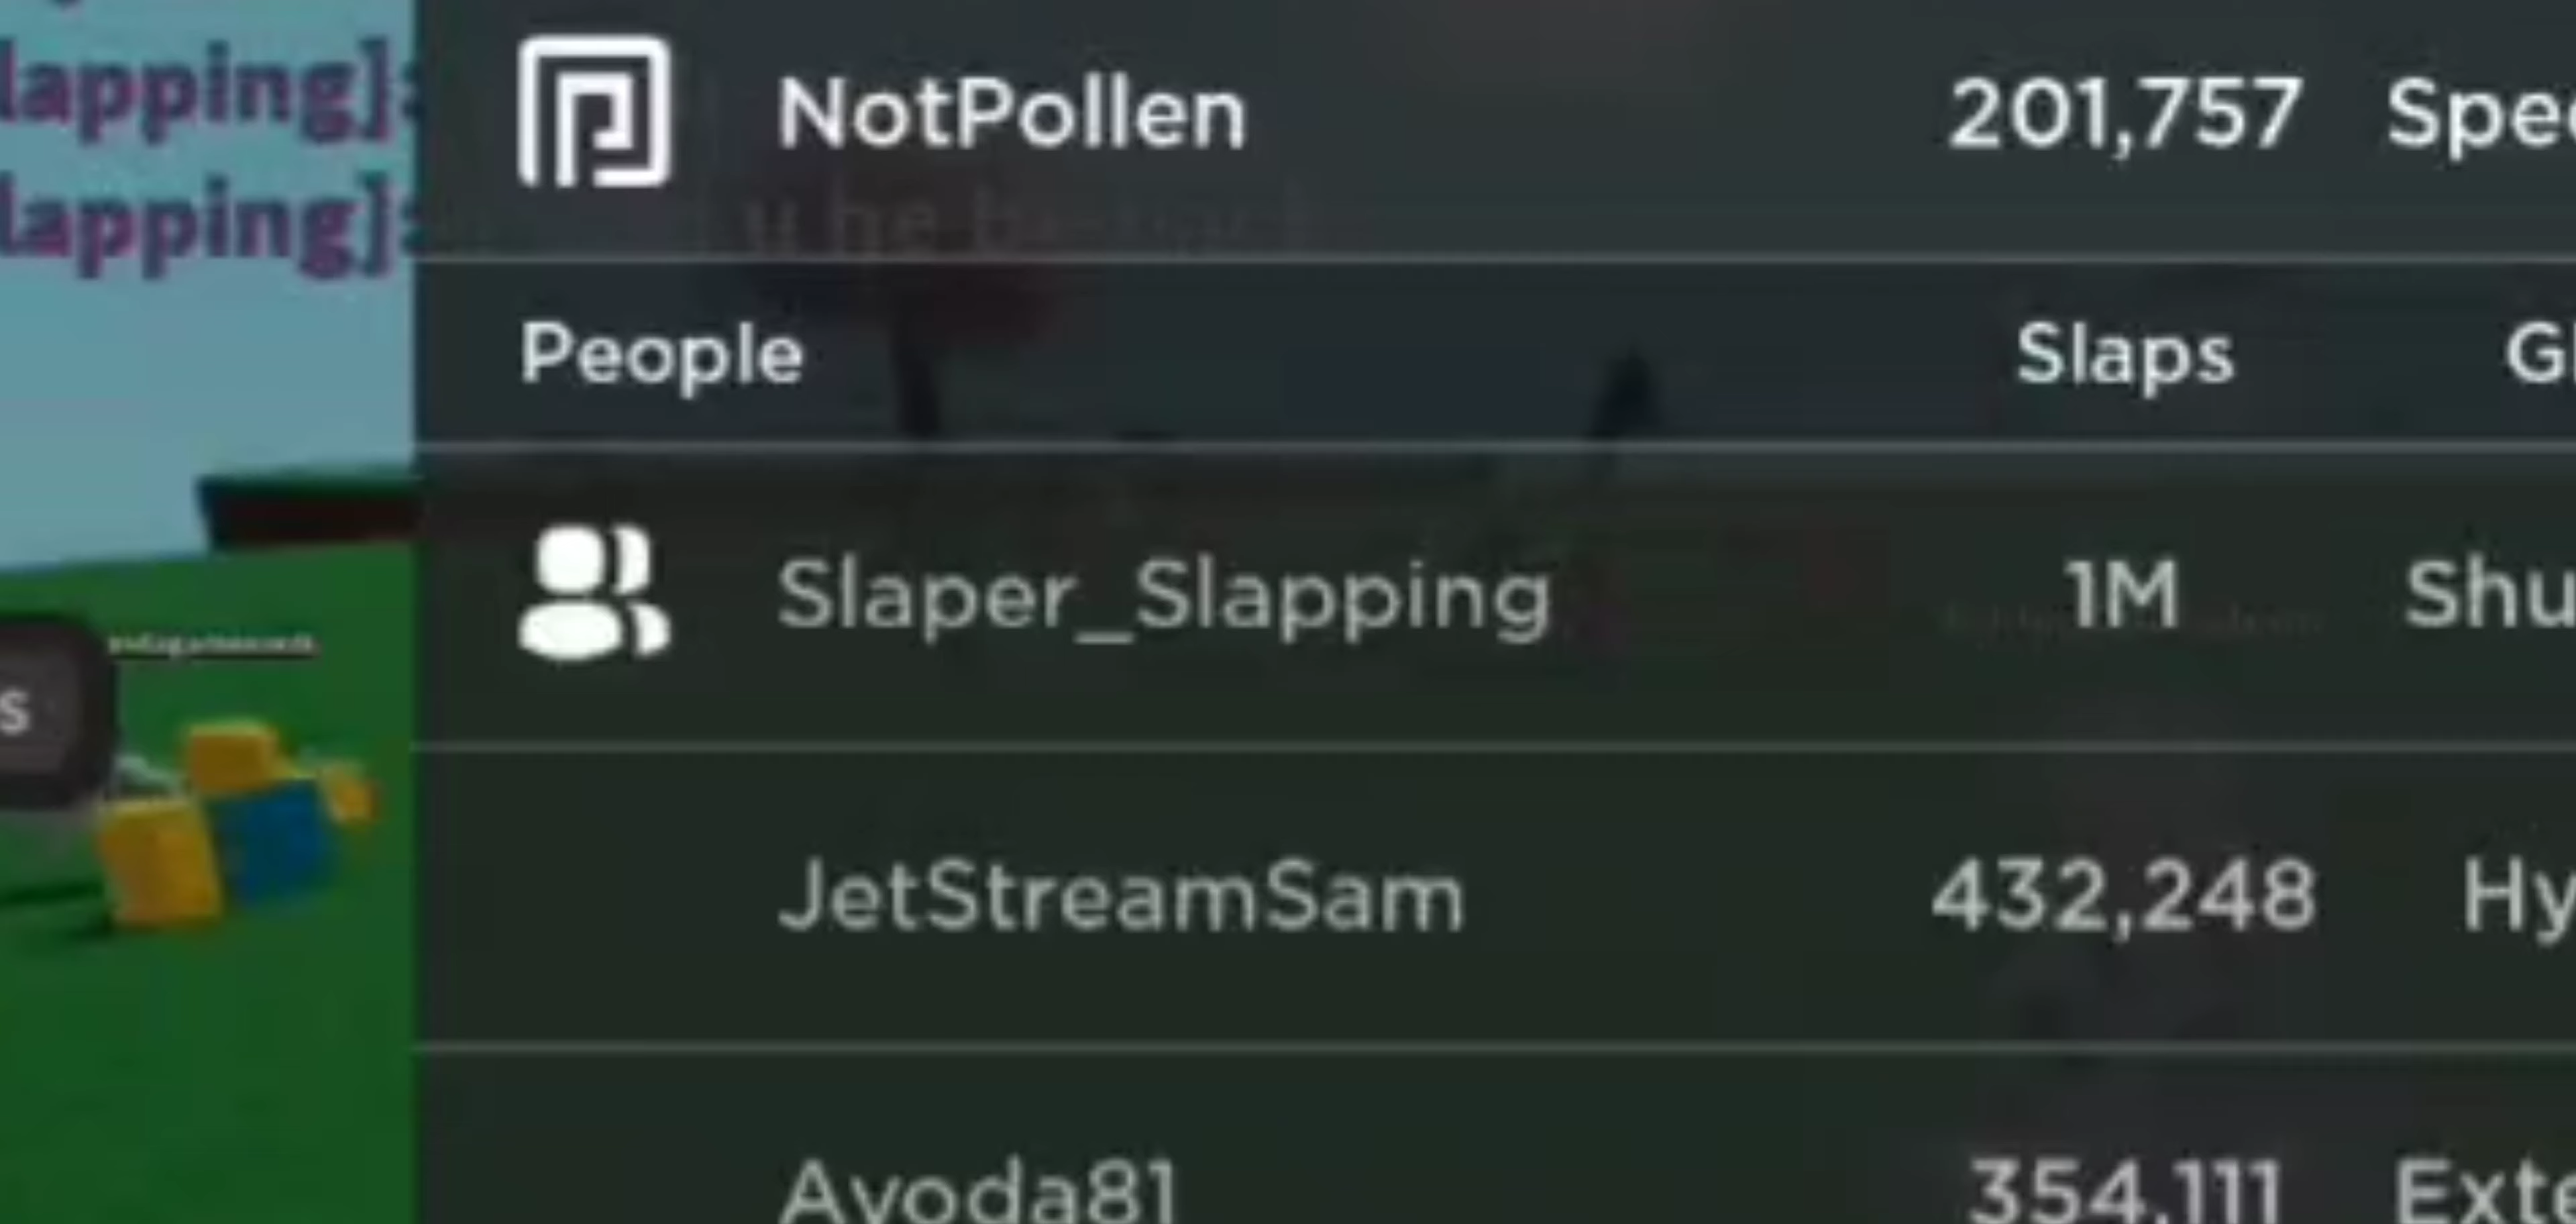 lapping]:
lapping]:
NotPollen 201,757 Spe
People Slaps Gl
Slaper_Slapping 1M Shu
s
JetStreamSam 432,248 Hy
Avoda81 354,111 Exte